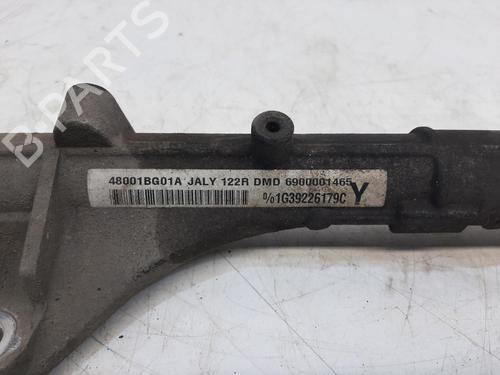 B-PARTS
48001BG01A JALY 122R DMD 6900001465
%1G39226179C Y